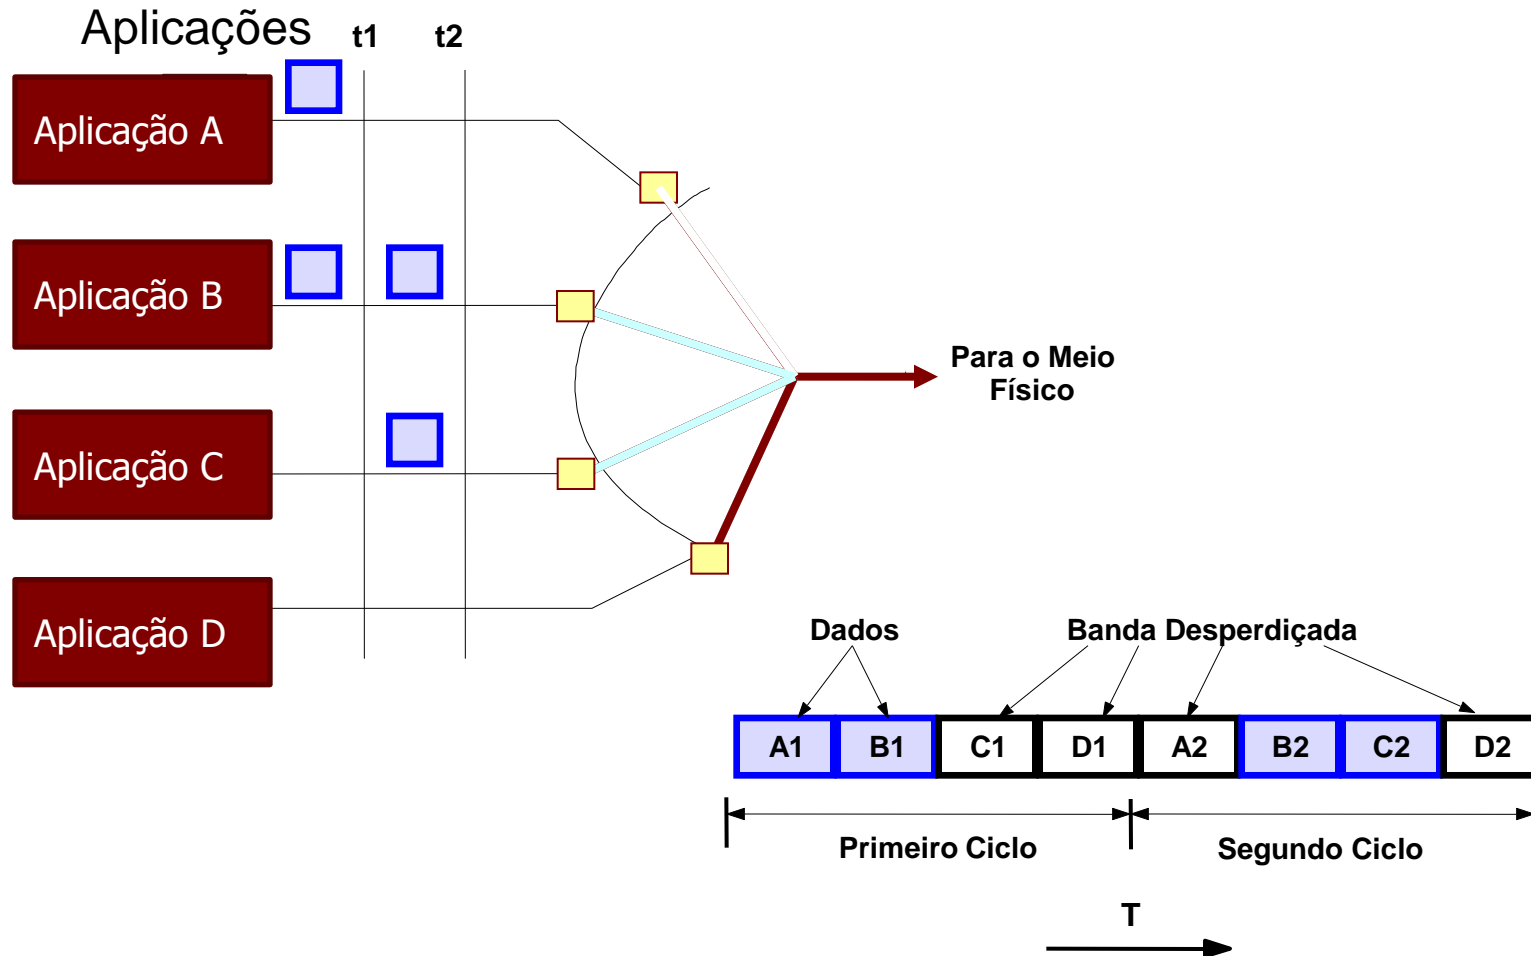 Aplicações
t1
t2
Aplicação A
Aplicação B
Aplicação C
Aplicação D
Para o Meio
Físico
Dados
Banda Desperdiçada
A1
B1
C1
D1
A2
B2
C2
D2
Primeiro Ciclo
Segundo Ciclo
T